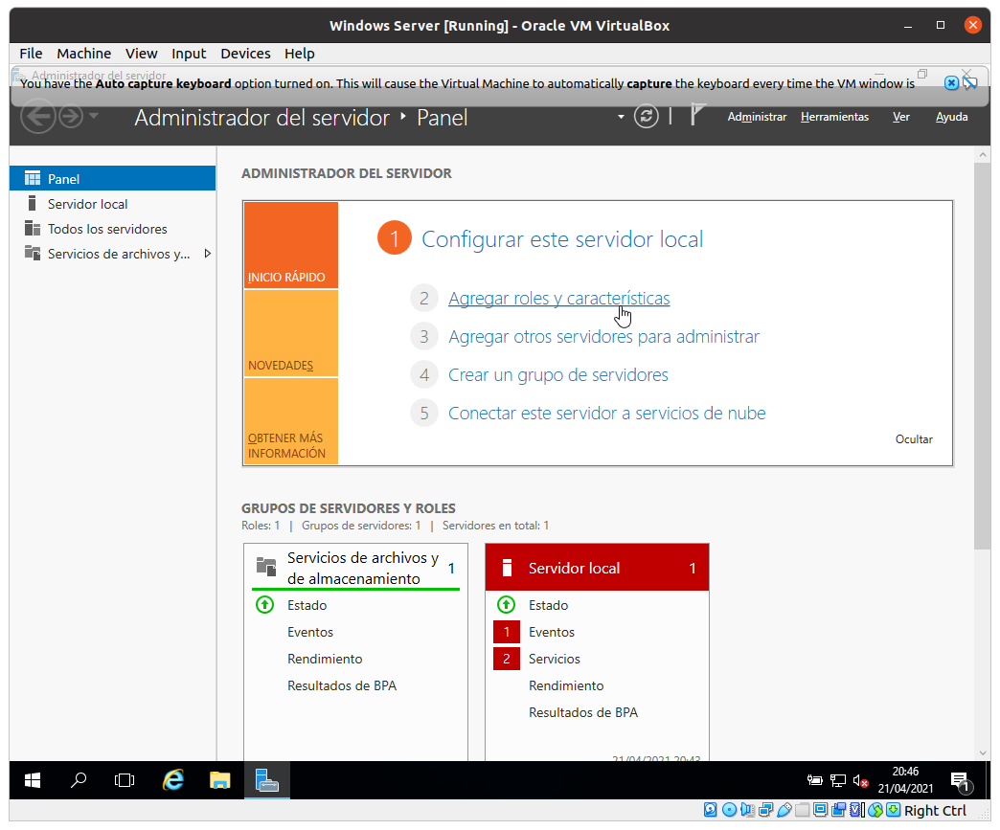 Windows Server [Running] - Oracle VM VirtualBox
File Machine View Input Devices Help
Administrador del servidor
You have the Auto capture keyboard option turned on. This will cause the Virtual Machine to automatically capture the keyboard every time the VM window is
Administrador del servidor Panel
Administrar Herramientas Ver Ayuda
Panel
Servidor local
Todos los servidores
Servicios de archivos y...
ADMINISTRADOR DEL SERVIDOR
INICIO RÁPIDO
NOVEDADES
OBTENER MÁS
INFORMACIÓN
1 Configurar este servidor local
2 Agregar roles y características
3 Agregar otros servidores para administrar
4 Crear un grupo de servidores
5 Conectar este servidor a servicios de nube
Ocultar
GRUPOS DE SERVIDORES Y ROLES
Roles: 1 | Grupos de servidores: 1 | Servidores en total: 1
Servicios de archivos y
de almacenamiento 1
Estado
Eventos
Rendimiento
Resultados de BPA
Servidor local 1
Estado
1 Eventos
2 Servicios
Rendimiento
Resultados de BPA
21/04/2021 20:43
20:46
21/04/2021
1
Right Ctrl